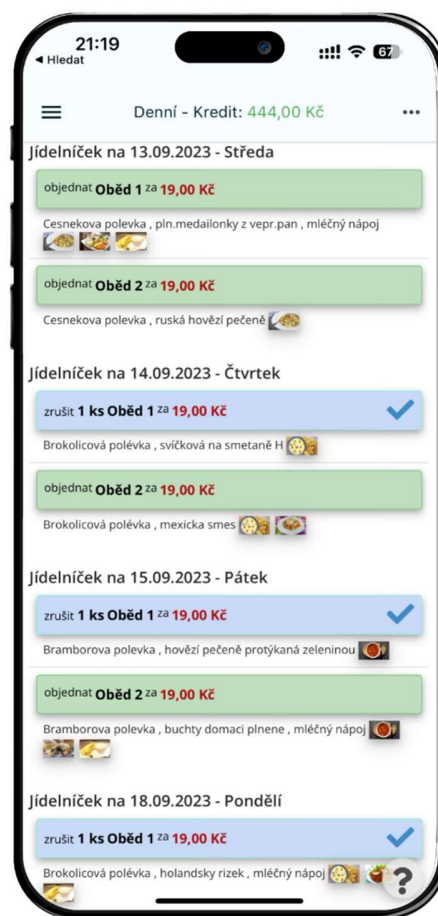 21:19
67
◄ Hledat
Denní - Kredit: 444,00 Kč
Jídelníček na 13.09.2023 - Středa
objednat Oběd 1 za 19,00 Kč
Cesnekova polevka , pln.medailonky z vepr.pan , mléčný nápoj
objednat Oběd 2 za 19,00 Kč
Cesnekova polevka , ruská hovězí pečeně
Jídelníček na 14.09.2023 - Čtvrtek
zrušit 1 ks Oběd 1 za 19,00 Kč
Brokolicová polévka , svíčková na smetaně H
objednat Oběd 2 za 19,00 Kč
Brokolicová polévka , mexicka smes
Jídelníček na 15.09.2023 - Pátek
zrušit 1 ks Oběd 1 za 19,00 Kč
Bramborova polevka , hovězí pečeně protýkaná zeleninou
objednat Oběd 2 za 19,00 Kč
Bramborova polevka , buchty domaci plnene , mléčný nápoj
Jídelníček na 18.09.2023 - Pondělí
zrušit 1 ks Oběd 1 za 19,00 Kč
Brokolicová polévka , holandsky rizek , mléčný nápoj
?